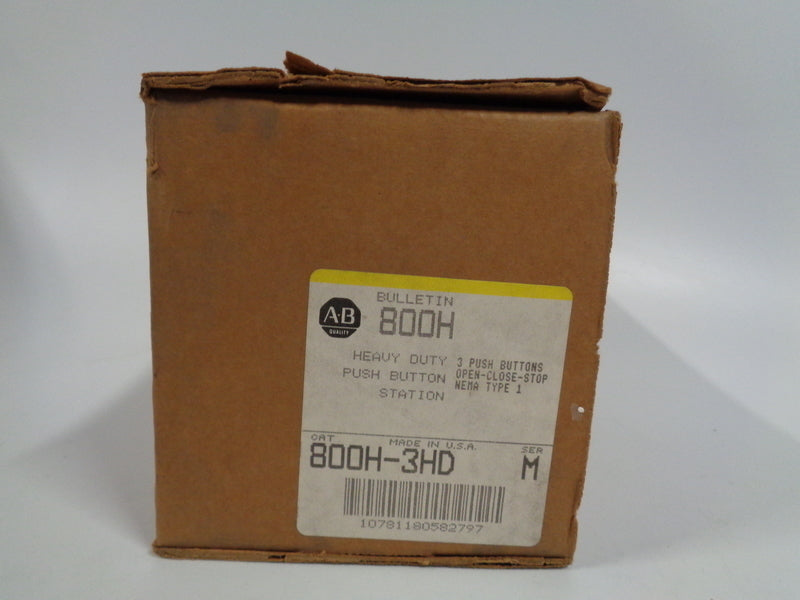 BULLETIN
A-B
QUALITY
800H
HEAVY DUTY
PUSH BUTTON
STATION
3 PUSH BUTTONS
OPEN-CLOSE-STOP
NEMA TYPE 1
CAT
MADE IN U.S.A.
SER
800H-3HD
M
10781180582797